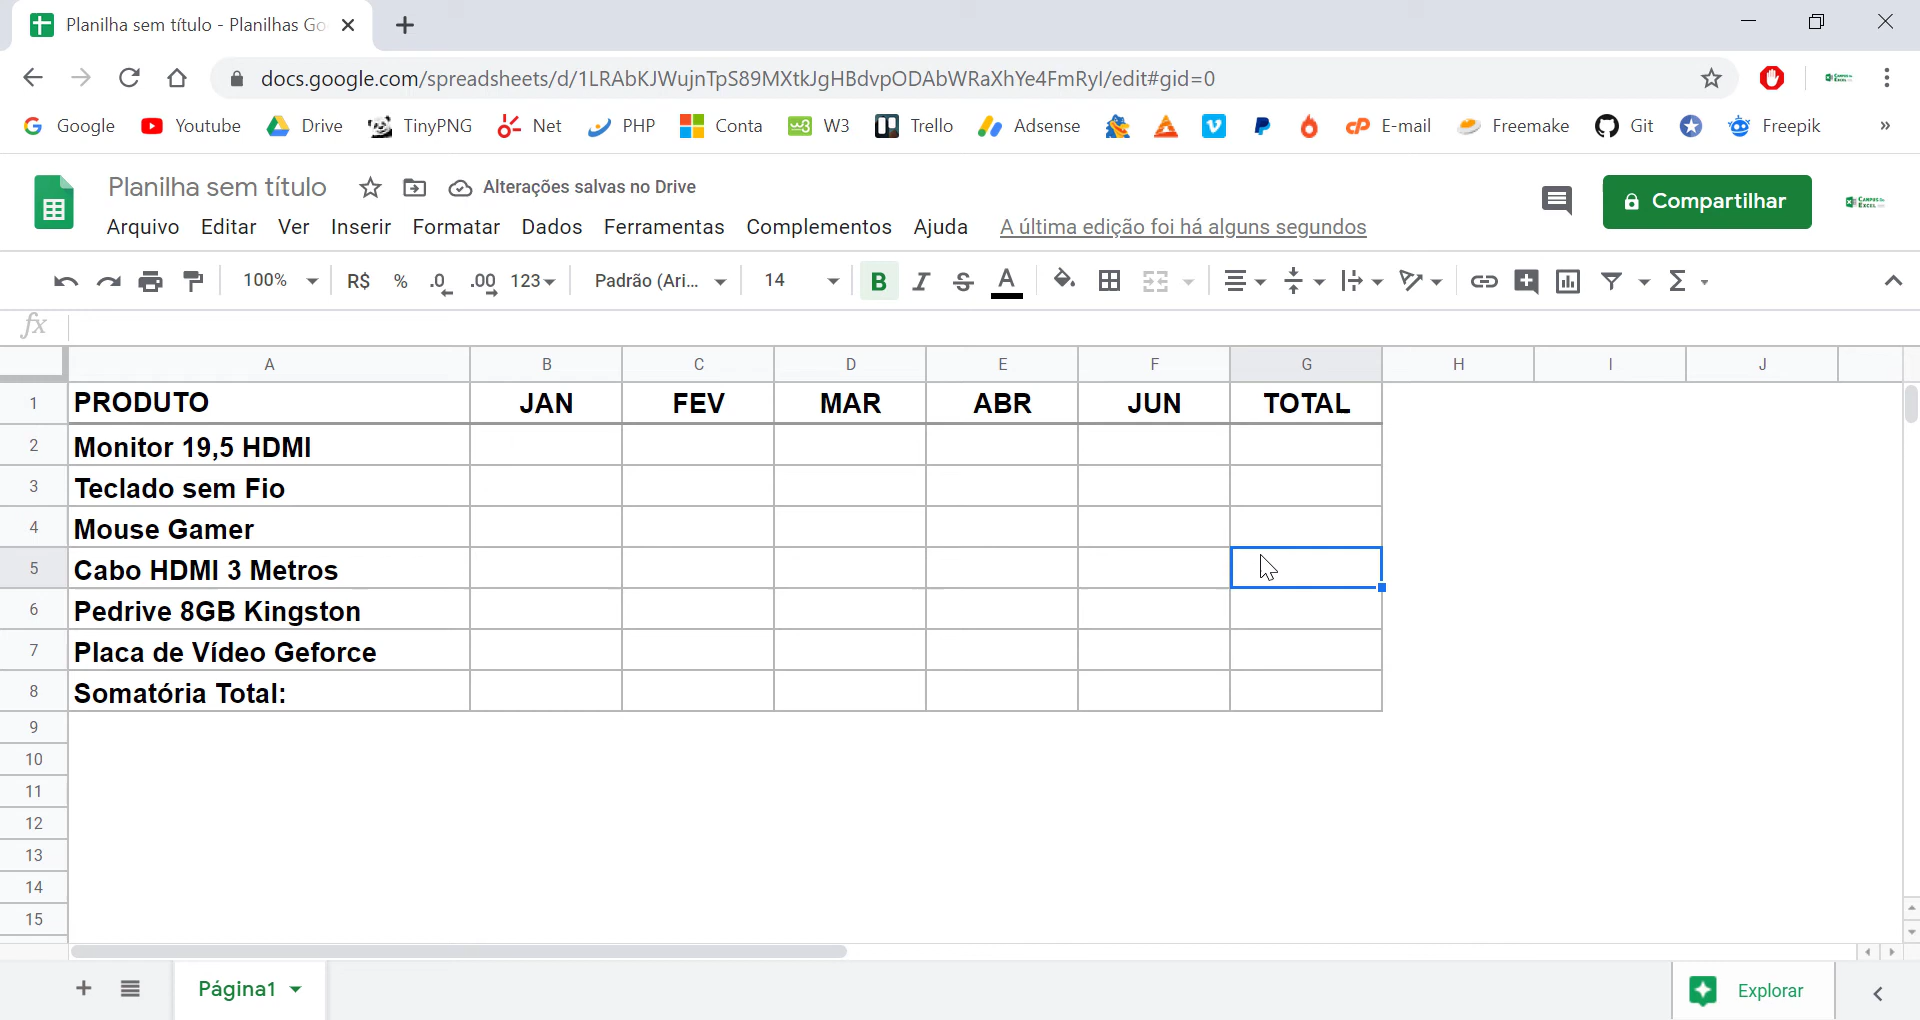 Planilha sem título - Planilhas Go
docs.google.com/spreadsheets/d/1LRAbKJWujnTpS89MXtkJgHBdvpODAbWRaXhYe4FmRyI/edit#gid=0
Google Youtube Drive TinyPNG Net PHP Conta W3 Trello Adsense E-mail Freemake Git Freepik »
Planilha sem título Alterações salvas no Drive
Compartilhar
Arquivo Editar Ver Inserir Formatar Dados Ferramentas Complementos Ajuda A última edição foi há alguns segundos
100% R$ % .0 .00 123 Padrão (Ari... 14 B I S A Σ
fx
A B C D E F G H I J
1 PRODUTO JAN FEV MAR ABR JUN TOTAL
2 Monitor 19,5 HDMI
3 Teclado sem Fio
4 Mouse Gamer
5 Cabo HDMI 3 Metros
6 Pedrive 8GB Kingston
7 Placa de Vídeo Geforce
8 Somatória Total:
9
10
11
12
13
14
15
Página1 Explorar